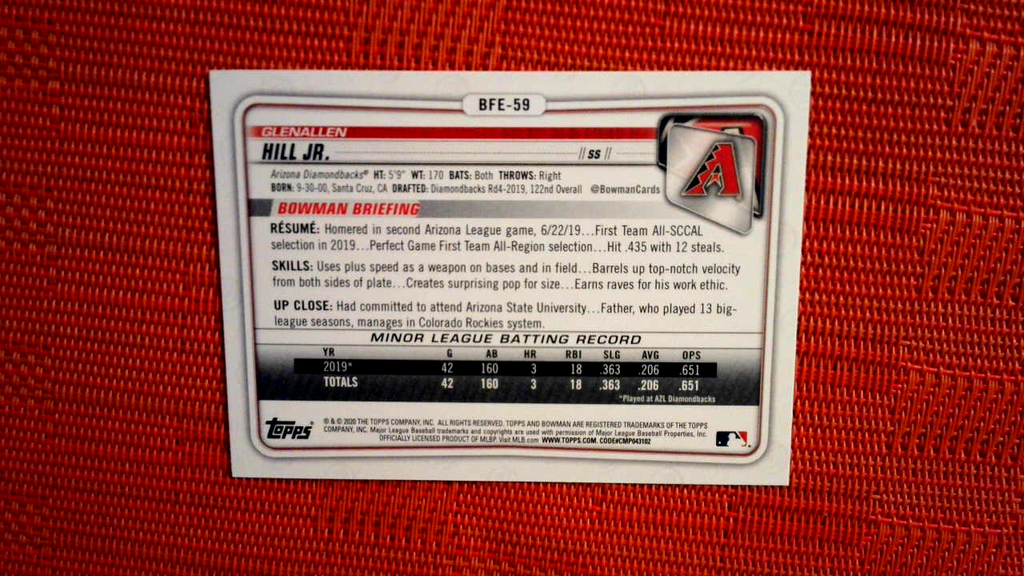 BFE-59
GLENALLEN
HILL JR. // SS //
Arizona Diamondbacks® HT: 5'9" WT: 170 BATS: Both THROWS: Right
BORN: 9-30-00, Santa Cruz, CA DRAFTED: Diamondbacks Rd4-2019, 122nd Overall @BowmanCards
BOWMAN BRIEFING
RÉSUMÉ: Homered in second Arizona League game, 6/22/19...First Team All-SCCAL
selection in 2019...Perfect Game First Team All-Region selection...Hit .435 with 12 steals.
SKILLS: Uses plus speed as a weapon on bases and in field...Barrels up top-notch velocity
from both sides of plate...Creates surprising pop for size...Earns raves for his work ethic.
UP CLOSE: Had committed to attend Arizona State University...Father, who played 13 big-
league seasons, manages in Colorado Rockies system.
MINOR LEAGUE BATTING RECORD
YR G AB HR RBI SLG AVG OPS
2019* 42 160 3 18 .363 .206 .651
TOTALS 42 160 3 18 .363 .206 .651
*Played at AZL Diamondbacks
Topps
® & © 2020 THE TOPPS COMPANY, INC. ALL RIGHTS RESERVED. TOPPS AND BOWMAN ARE REGISTERED TRADEMARKS OF THE TOPPS
COMPANY, INC. Major League Baseball trademarks and copyrights are used with permission of Major League Baseball Properties, Inc.
OFFICIALLY LICENSED PRODUCT OF MLBP. Visit MLB.com WWW.TOPPS.COM. CODE#CMP043102